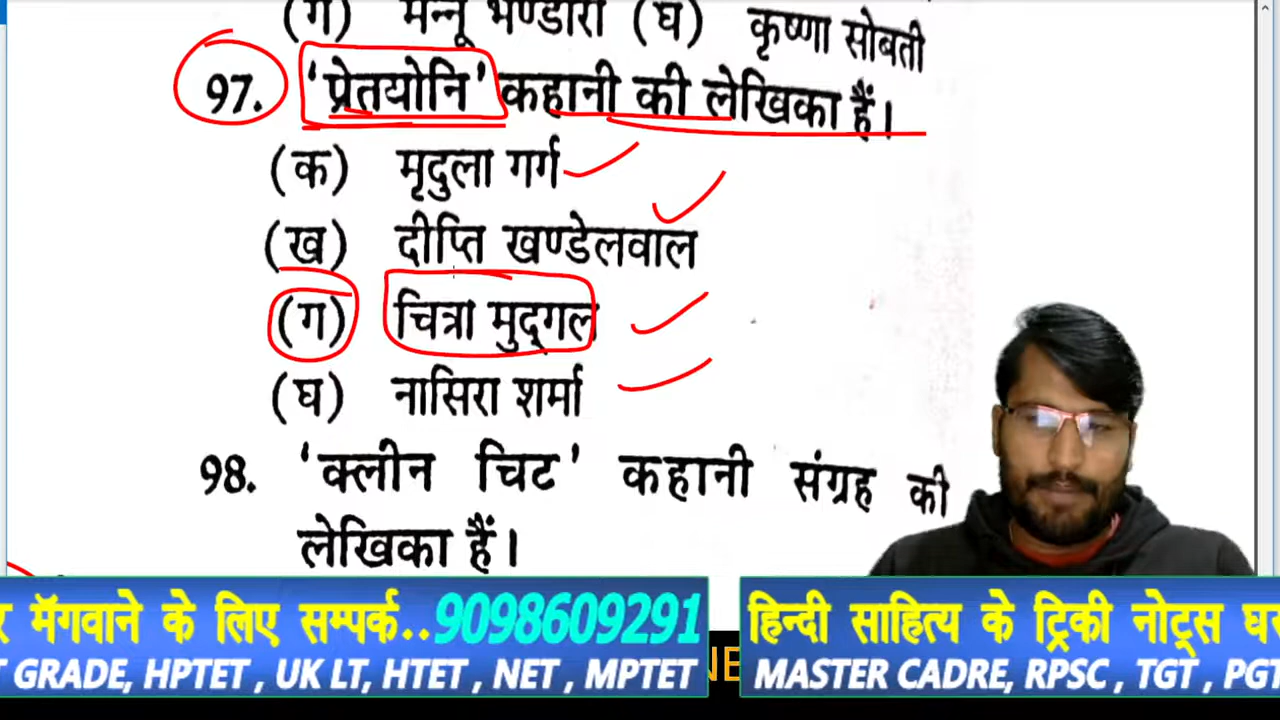 (ग) मन्नू भण्डारी (घ) कृष्णा सोबती
97. 'प्रेतयोनि' कहानी की लेखिका हैं।
(क) मृदुला गर्ग
(ख) दीप्ति खण्डेलवाल
(ग) चित्रा मुद्गल
(घ) नासिरा शर्मा
98. 'क्लीन चिट' कहानी संग्रह की
लेखिका हैं।
मॅगवाने के लिए सम्पर्क..9098609291
GRADE, HPTET , UK LT, HTET , NET , MPTET
हिन्दी साहित्य के ट्रिकी नोट्स
MASTER CADRE, RPSC , TGT , PGT